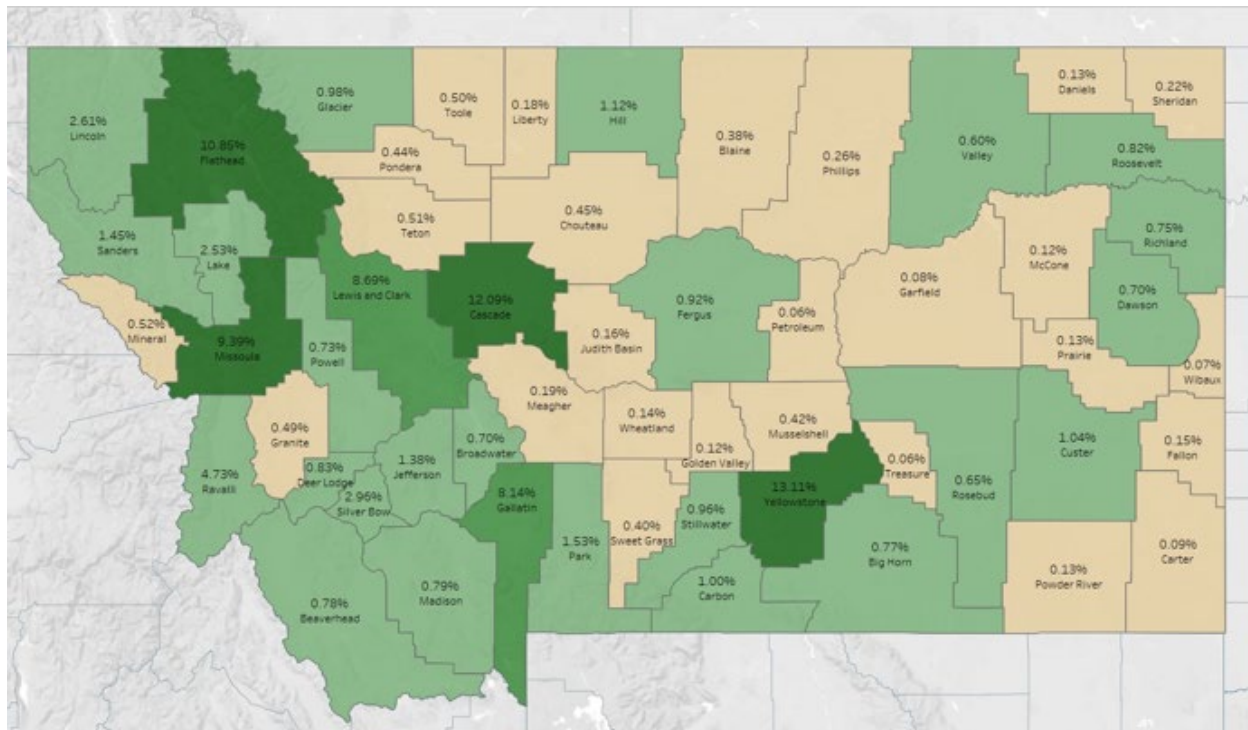 0.98%
Glacier
0.50%
Toole
0.18%
Liberty
1.12%
Hill
0.13%
Daniels
0.22%
Sheridan
2.61%
Lincoln
10.85%
Flathead
0.44%
Pondera
0.38%
Blaine
0.26%
Phillips
0.60%
Valley
0.82%
Roosevelt
0.51%
Teton
0.45%
Chouteau
1.45%
Sanders
2.53%
Lake
8.69%
Lewis and Clark
12.09%
Cascade
0.92%
Fergus
0.06%
Petroleum
0.08%
Garfield
0.12%
McCone
0.75%
Richland
0.70%
Dawson
0.52%
Mineral
9.39%
Missoula
0.73%
Powell
0.16%
Judith Basin
0.13%
Prairie
0.07%
Wibaux
0.19%
Meagher
0.14%
Wheatland
0.12%
Golden Valley
0.42%
Musselshell
0.49%
Granite
0.70%
Broadwater
1.38%
Jefferson
0.83%
Deer Lodge
2.96%
Silver Bow
4.73%
Ravalli
8.14%
Gallatin
1.53%
Park
0.40%
Sweet Grass
0.96%
Stillwater
13.11%
Yellowstone
0.06%
Treasure
0.65%
Rosebud
1.04%
Custer
0.15%
Fallon
0.78%
Beaverhead
0.79%
Madison
1.00%
Carbon
0.77%
Big Horn
0.13%
Powder River
0.09%
Carter